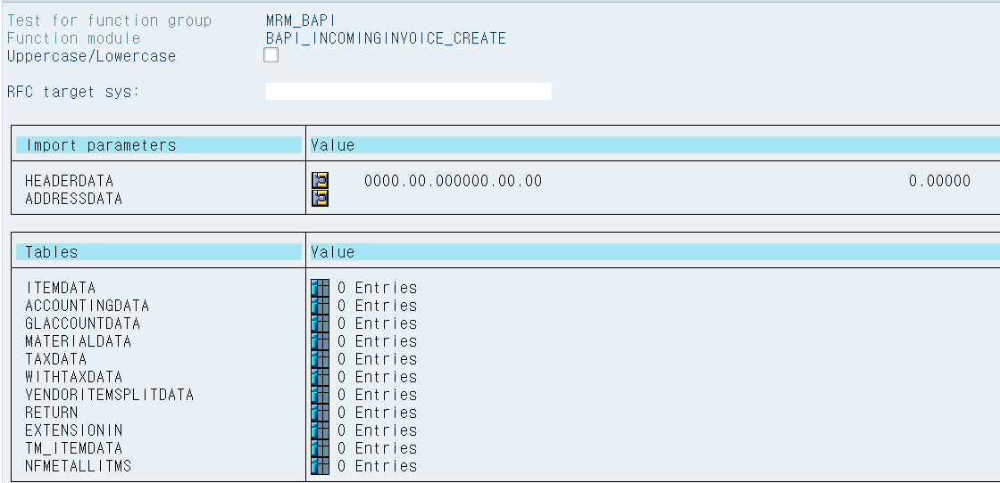 Test for function group MRM_BAPI
Function module BAPI_INCOMINGINVOICE_CREATE
Uppercase/Lowercase
RFC target sys:
Import parameters Value
HEADERDATA 0000.00.000000.00.00 0.00000
ADDRESSDATA
Tables Value
ITEMDATA 0 Entries
ACCOUNTINGDATA 0 Entries
GLACCOUNTDATA 0 Entries
MATERIALDATA 0 Entries
TAXDATA 0 Entries
WITHTAXDATA 0 Entries
VENDORITEMSPLITDATA 0 Entries
RETURN 0 Entries
EXTENSIONIN 0 Entries
TM_ITEMDATA 0 Entries
NFMETALLITMS 0 Entries